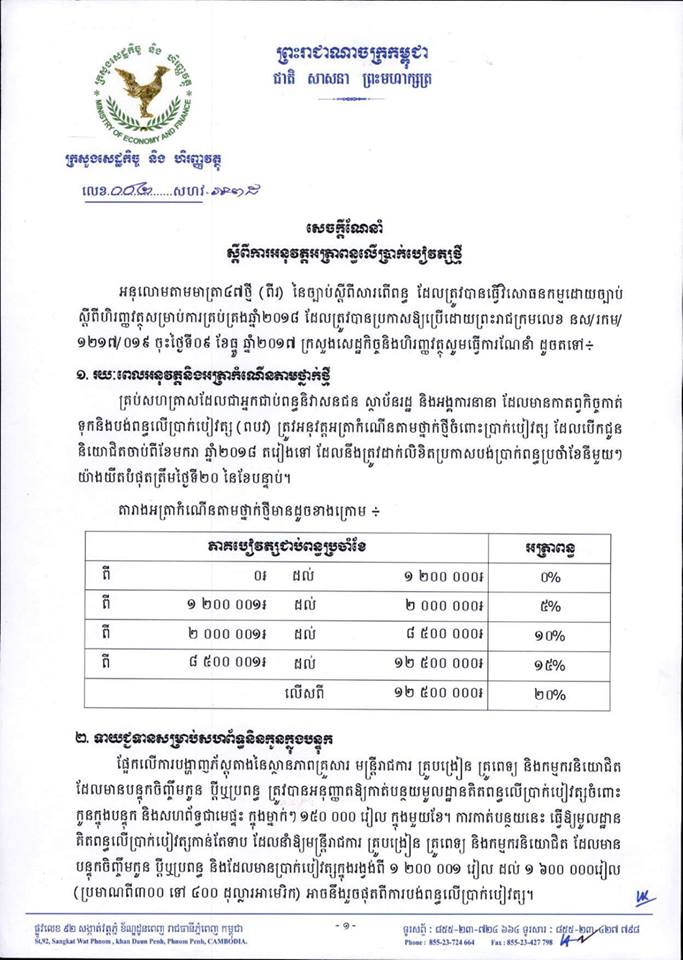 ព្រះរាជាណាចក្រកម្ពុជា
ជាតិ សាសនា ព្រះមហាក្សត្រ
ក្រសួងសេដ្ឋកិច្ច និង ហិរញ្ញវត្ថុ
MINISTRY OF ECONOMY AND FINANCE
ក្រសួងសេដ្ឋកិច្ច និង ហិរញ្ញវត្ថុ
លេខ.០០២......សហវ
សេចក្តីណែនាំ
ស្តីពីការអនុវត្តអត្រាពន្ធលើប្រាក់បៀវត្សថ្មី
អនុលោមតាមមាត្រា៤៧ថ្មី (ពីរ) នៃច្បាប់ស្តីពីសារពើពន្ធ ដែលត្រូវបានធ្វើវិសោធនកម្មដោយច្បាប់
ស្តីពីហិរញ្ញវត្ថុសម្រាប់ការគ្រប់គ្រងឆ្នាំ២០១៨ ដែលត្រូវបានប្រកាសឱ្យប្រើដោយព្រះរាជក្រមលេខ នស/រកម/
១២១៧/០១៩ ចុះថ្ងៃទី០៩ ខែធ្នូ ឆ្នាំ២០១៧ ក្រសួងសេដ្ឋកិច្ចនិងហិរញ្ញវត្ថុសូមធ្វើការណែនាំ ដូចតទៅ÷
១. រយៈពេលអនុវត្តនិងអត្រាកំណើនតាមថ្នាក់ថ្មី
គ្រប់សហគ្រាសដែលជាអ្នកជាប់ពន្ធនិវាសនជន ស្ថាប័នរដ្ឋ និងអង្គការនានា ដែលមានកាតព្វកិច្ចកាត់
ទុកនិងបង់ពន្ធលើប្រាក់បៀវត្ស (ពបវ) ត្រូវអនុវត្តអត្រាកំណើនតាមថ្នាក់ថ្មីចំពោះប្រាក់បៀវត្ស ដែលបើកជូន
និយោជិតចាប់ពីខែមករា ឆ្នាំ២០១៨ តរៀងទៅ ដែលនឹងត្រូវដាក់លិខិតប្រកាសបង់ប្រាក់ពន្ធប្រចាំខែនីមួយៗ
យ៉ាងយឺតបំផុតត្រឹមថ្ងៃទី២០ នៃខែបន្ទាប់។
តារាងអត្រាកំណើនតាមថ្នាក់ថ្មីមានដូចខាងក្រោម ÷
ភាគបៀវត្សជាប់ពន្ធប្រចាំខែ អត្រាពន្ធ
ពី ០៛ ដល់ ១ ២០០ ០០០៛ ០%
ពី ១ ២០០ ០០១៛ ដល់ ២ ០០០ ០០០៛ ៥%
ពី ២ ០០០ ០០១៛ ដល់ ៨ ៥០០ ០០០៛ ១០%
ពី ៨ ៥០០ ០០១៛ ដល់ ១២ ៥០០ ០០០៛ ១៥%
លើសពី ១២ ៥០០ ០០០៛ ២០%
២. ទាយជ្ជទានសម្រាប់សហព័ទ្ធនិងកូនក្នុងបន្ទុក
ផ្អែកលើការបង្ហាញភ័ស្តុតាងនៃស្ថានភាពគ្រួសារ មន្ត្រីរាជការ គ្រូបង្រៀន គ្រូពេទ្យ និងកម្មករនិយោជិត
ដែលមានបន្ទុកចិញ្ចឹមកូន ប្តីឬប្រពន្ធ ត្រូវបានអនុញ្ញាតឱ្យកាត់បន្ថយមូលដ្ឋានគិតពន្ធលើប្រាក់បៀវត្សចំពោះ
កូនក្នុងបន្ទុក និងសហព័ទ្ធជាមេផ្ទះ ក្នុងម្នាក់ៗ ១៥០ ០០០ រៀល ក្នុងមួយខែ។ ការកាត់បន្ថយនេះ ធ្វើឱ្យមូលដ្ឋាន
គិតពន្ធលើប្រាក់បៀវត្សកាន់តែទាប ដែលនាំឱ្យមន្ត្រីរាជការ គ្រូបង្រៀន គ្រូពេទ្យ និងកម្មករនិយោជិត ដែលមាន
បន្ទុកចិញ្ចឹមកូន ប្តីឬប្រពន្ធ និងដែលមានប្រាក់បៀវត្សក្នុងរង្វង់ពី ១ ២០០ ០០១ រៀល ដល់ ១ ៦០០ ០០០រៀល
(ប្រមាណពី៣០០ ទៅ ៤០០ ដុល្លារអាមេរិក) អាចនឹងរួចផុតពីការបង់ពន្ធលើប្រាក់បៀវត្ស។
ផ្លូវលេខ ៩២ សង្កាត់វត្តភ្នំ ខ័ណ្ឌដូនពេញ រាជធានីភ្នំពេញ កម្ពុជា
St,92, Sangkat Wat Phnom , khan Daun Penh, Phnom Penh, CAMBODIA.
- ១ -
ទូរសព្ទ : ៨៥៥-២៣-៧២៤ ៦៦៤ ទូរសារ : ៨៥៥-២៣-៤២៧ ៧៩៨
Phone : 855-23-724 664 Fax : 855-23-427 798